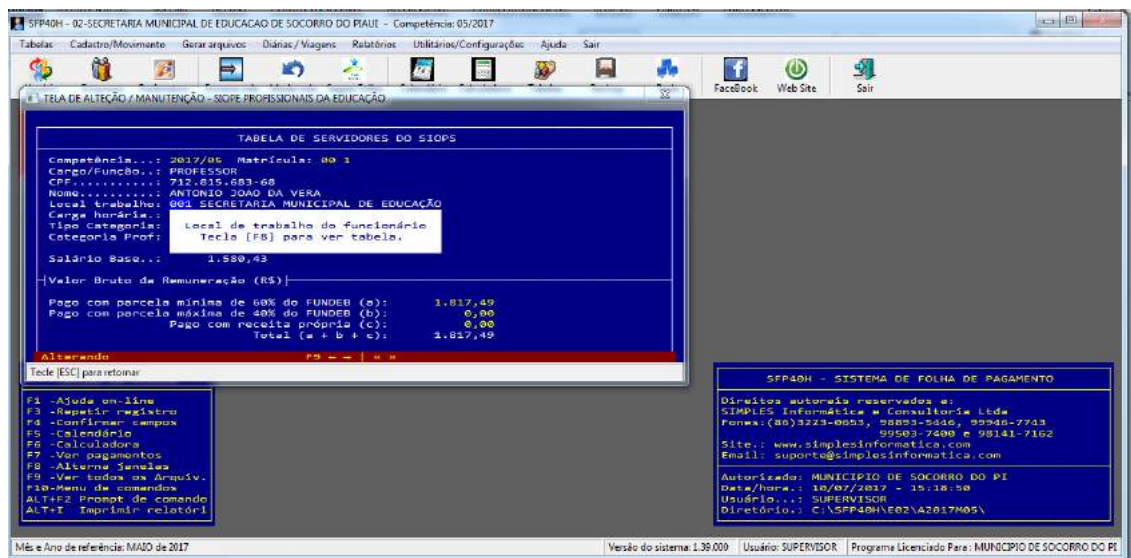 SFP40H - 02-SECRETARIA MUNICIPAL DE EDUCACAO DE SOCORRO DO PIAUI - Competência: 05/2017
Tabelas Cadastro/Movimento Gerar arquivos Diárias / Viagens Relatórios Utilitários/Configurações Ajuda Sair
FaceBook Web Site Sair
TELA DE ALTEÇÃO / MANUTENÇÃO - SIOPE PROFISSIONAIS DA EDUCAÇÃO
TABELA DE SERVIDORES DO SIOPS
Competência...: 2017/05 Matrícula: 00 1
Cargo/Função..: PROFESSOR
CPF...........: 712.815.683-68
Nome..........: ANTONIO JOAO DA VERA
Local trabalho: 001 SECRETARIA MUNICIPAL DE EDUCAÇÃO
Carga horária.:
Tipo Categoria:
Categoria Prof:
Local de trabalho do funcionário
Tecla [F8] para ver tabela.
Salário Base..: 1.580,43
Valor Bruto da Remuneração (R$)
Pago com parcela mínima de 60% do FUNDEB (a): 1.817,49
Pago com parcela máxima de 40% do FUNDEB (b): 0,00
Pago com receita própria (c): 0,00
Total (a + b + c): 1.817,49
Alterando F9 ← → | « »
Tecle [ESC] para retornar
F1 -Ajuda on-line
F3 -Repetir registro
F4 -Confirmar campos
F5 -Calendário
F6 -Calculadora
F7 -Ver pagamentos
F8 -Alterna janelas
F9 -Ver todos os Arquiv.
F10-Menu de comandos
ALT+F2 Prompt de comando
ALT+I Imprimir relatóri
SFP40H - SISTEMA DE FOLHA DE PAGAMENTO
Direitos autorais reservados a:
SIMPLES Informática e Consultoria Ltda
Fones:(86)3223-0653, 98893-5446, 99946-7743
99503-7400 e 98141-7162
Site.: www.simplesinformatica.com
Email: suporte@simplesinformatica.com
Autorizado: MUNICIPIO DE SOCORRO DO PI
Data/hora.: 10/07/2017 - 15:18:50
Usuário...: SUPERVISOR
Diretório.: C:\SFP40H\E02\A2017M05\
Mês e Ano de referência: MAIO de 2017 Versão do sistema: 1.39.000 Usuário: SUPERVISOR Programa Licenciado Para: MUNICIPIO DE SOCORRO DO PI